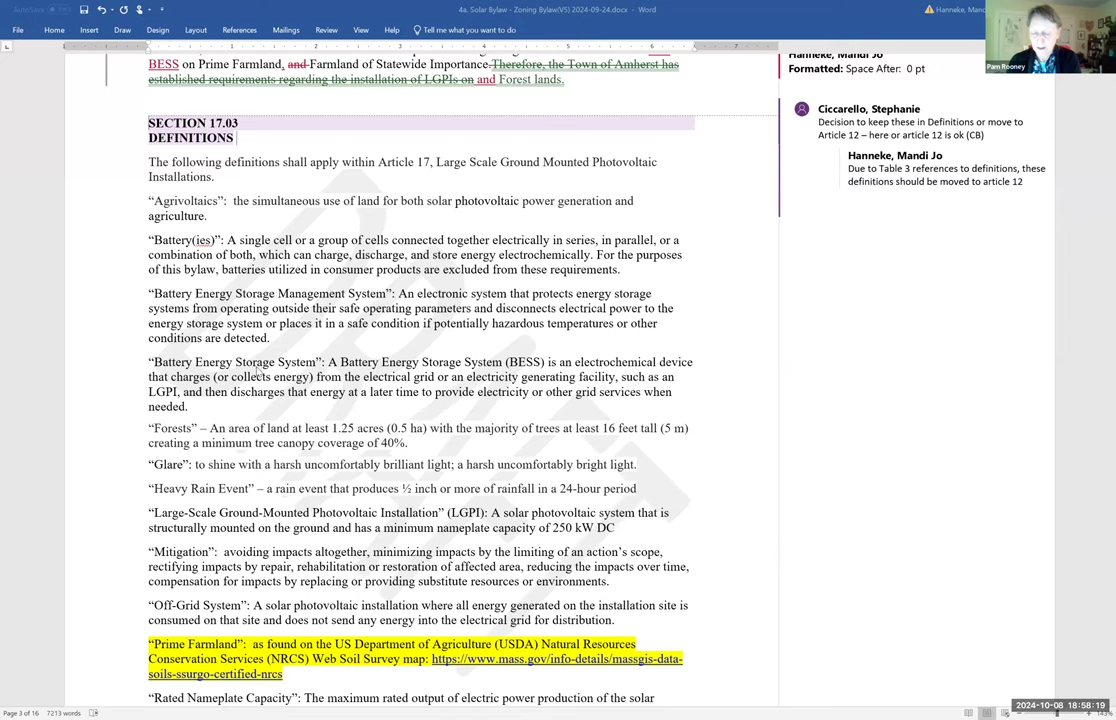 AutoSave
4a. Solar Bylaw - Zoning Bylaw(V5) 2024-09-24.docx - Word
Hanneke, Mandi
File Home Insert Draw Design Layout References Mailings Review View Help Tell me what you want to do
Pam Rooney
BESS on Prime Farmland, and Farmland of Statewide Importance.Therefore, the Town of Amherst has
established requirements regarding the installation of LGPIs on and Forest lands.
Hanneke, Mandi Jo
Formatted: Space After: 0 pt
SECTION 17.03
DEFINITIONS
The following definitions shall apply within Article 17, Large Scale Ground Mounted Photovoltaic
Installations.
“Agrivoltaics”: the simultaneous use of land for both solar photovoltaic power generation and
agriculture.
“Battery(ies)”: A single cell or a group of cells connected together electrically in series, in parallel, or a
combination of both, which can charge, discharge, and store energy electrochemically. For the purposes
of this bylaw, batteries utilized in consumer products are excluded from these requirements.
“Battery Energy Storage Management System”: An electronic system that protects energy storage
systems from operating outside their safe operating parameters and disconnects electrical power to the
energy storage system or places it in a safe condition if potentially hazardous temperatures or other
conditions are detected.
“Battery Energy Storage System”: A Battery Energy Storage System (BESS) is an electrochemical device
that charges (or collects energy) from the electrical grid or an electricity generating facility, such as an
LGPI, and then discharges that energy at a later time to provide electricity or other grid services when
needed.
“Forests” – An area of land at least 1.25 acres (0.5 ha) with the majority of trees at least 16 feet tall (5 m)
creating a minimum tree canopy coverage of 40%.
“Glare”: to shine with a harsh uncomfortably brilliant light; a harsh uncomfortably bright light.
“Heavy Rain Event” – a rain event that produces ½ inch or more of rainfall in a 24-hour period
“Large-Scale Ground-Mounted Photovoltaic Installation” (LGPI): A solar photovoltaic system that is
structurally mounted on the ground and has a minimum nameplate capacity of 250 kW DC
“Mitigation”: avoiding impacts altogether, minimizing impacts by the limiting of an action’s scope,
rectifying impacts by repair, rehabilitation or restoration of affected area, reducing the impacts over time,
compensation for impacts by replacing or providing substitute resources or environments.
“Off-Grid System”: A solar photovoltaic installation where all energy generated on the installation site is
consumed on that site and does not send any energy into the electrical grid for distribution.
“Prime Farmland”: as found on the US Department of Agriculture (USDA) Natural Resources
Conservation Services (NRCS) Web Soil Survey map: https://www.mass.gov/info-details/massgis-data-
soils-ssurgo-certified-nrcs
“Rated Nameplate Capacity”: The maximum rated output of electric power production of the solar
Ciccarello, Stephanie
Decision to keep these in Definitions or move to
Article 12 – here or article 12 is ok (CB)
Hanneke, Mandi Jo
Due to Table 3 references to definitions, these
definitions should be moved to article 12
DRAFT
Page 3 of 16 7213 words
2024-10-08 18:58:19